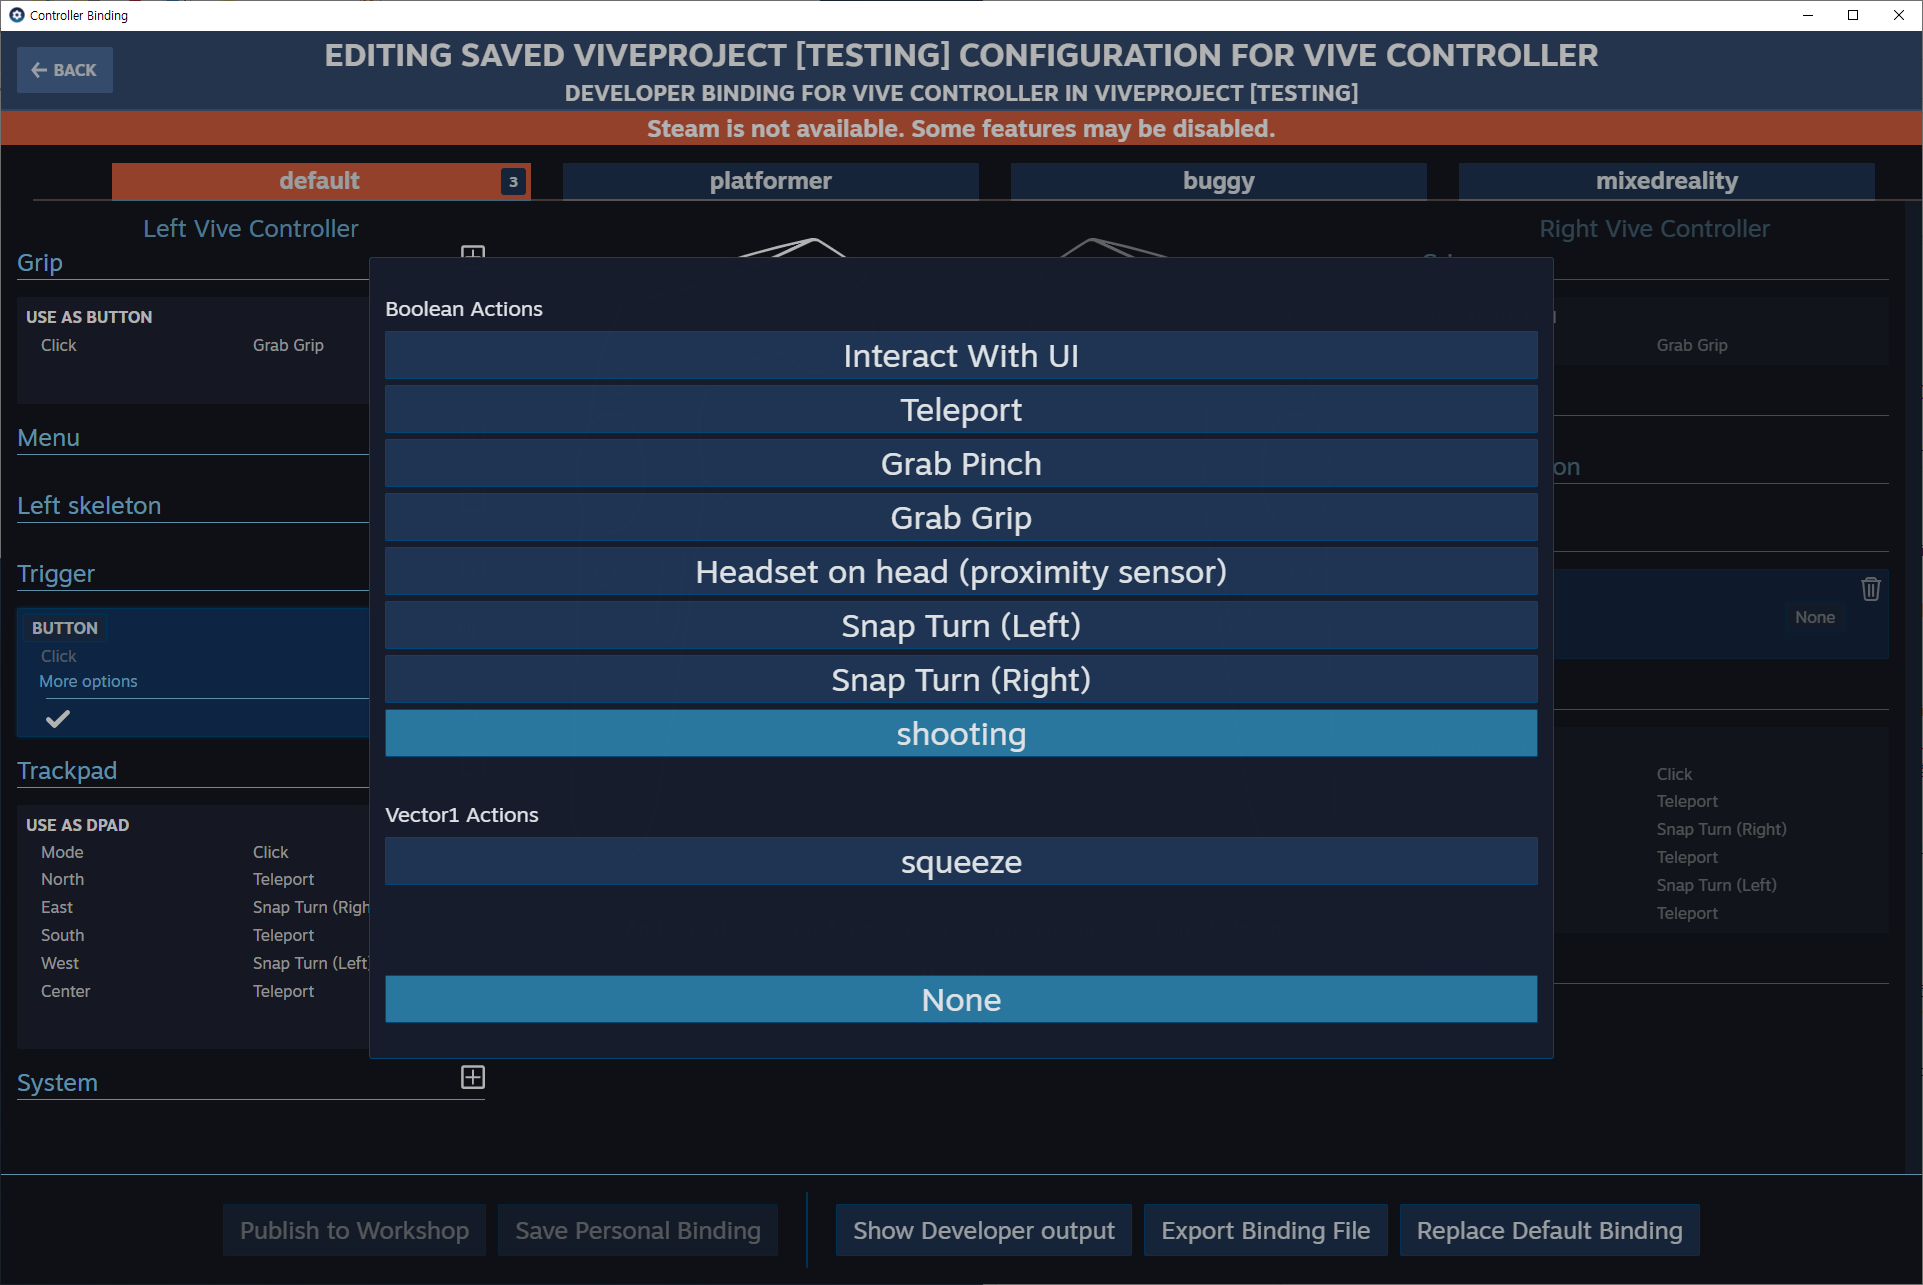 Controller Binding
BACK
EDITING SAVED VIVEPROJECT [TESTING] CONFIGURATION FOR VIVE CONTROLLER
DEVELOPER BINDING FOR VIVE CONTROLLER IN VIVEPROJECT [TESTING]
Steam is not available. Some features may be disabled.
default 3 platformer buggy mixedreality
Left Vive Controller
Right Vive Controller
Grip
USE AS BUTTON
Click Grab Grip
Menu
Left skeleton
Trigger
BUTTON
Click
More options
Trackpad
USE AS DPAD
Mode Click
North Teleport
East Snap Turn (Righ
South Teleport
West Snap Turn (Left)
Center Teleport
System
Boolean Actions
Interact With UI
Teleport
Grab Pinch
Grab Grip
Headset on head (proximity sensor)
Snap Turn (Left)
Snap Turn (Right)
shooting
Vector1 Actions
squeeze
None
Grab Grip
on
None
Click
Teleport
Snap Turn (Right)
Teleport
Snap Turn (Left)
Teleport
Publish to Workshop
Save Personal Binding
Show Developer output
Export Binding File
Replace Default Binding